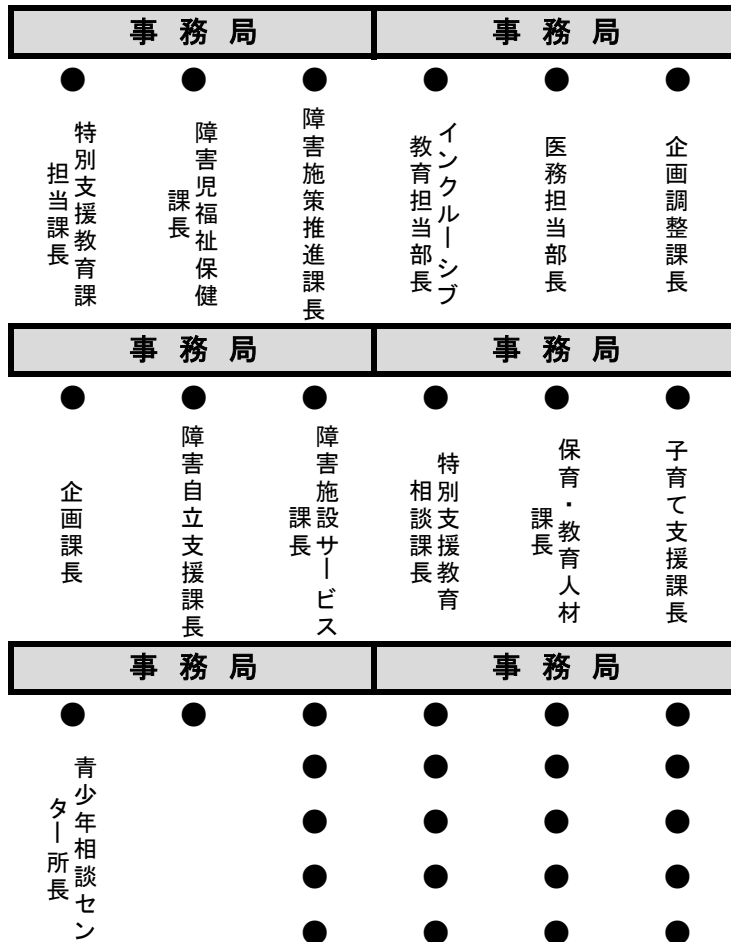 事務局 事務局
● ● ● ● ● ●
特別支援教育課
担当課長
障害児福祉保健
課長
障害施策推進課長
インクルーシブ
教育担当部長
医務担当部長
企画調整課長
事務局 事務局
● ● ● ● ● ●
企画課長
障害自立支援課長
障害施設サービス
課長
特別支援教育
相談課長
保育・教育人材
課長
子育て支援課長
事務局 事務局
● ● ● ● ● ●
青少年相談セン
ター所長
● ● ● ●
● ● ● ●
● ● ● ●
● ● ● ●